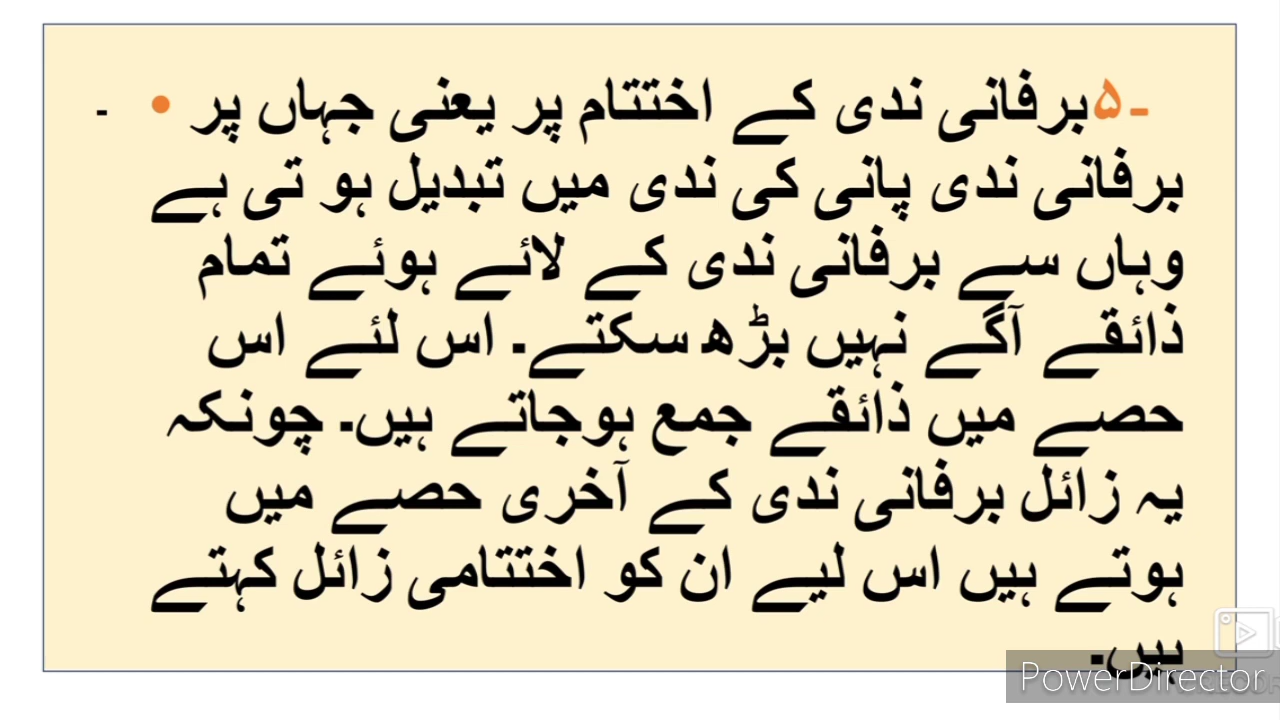 ۵۔برفانی ندی کے اختتام پر یعنی جہاں پر • -
برفانی ندی پانی کی ندی میں تبدیل ہو تی ہے
وہاں سے برفانی ندی کے لائے ہوئے تمام
ذائقے آگے نہیں بڑھ سکتے۔ اس لئے اس
حصے میں ذائقے جمع ہوجاتے ہیں۔ چونکہ
یہ زائل برفانی ندی کے آخری حصے میں
ہوتے ہیں اس لیے ان کو اختتامی زائل کہتے
ہیں۔
PowerDirector